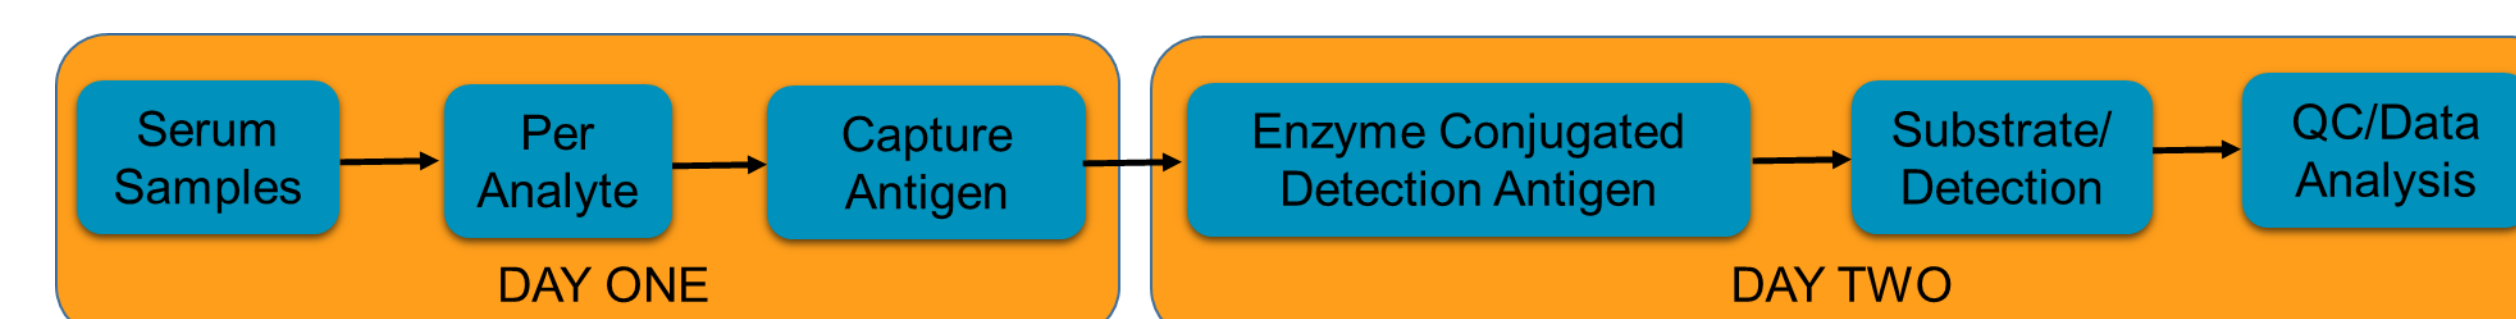 Serum
Samples
Per
Analyte
Capture
Antigen
DAY ONE
Enzyme Conjugated
Detection Antigen
Substrate/
Detection
QC/Data
Analysis
DAY TWO